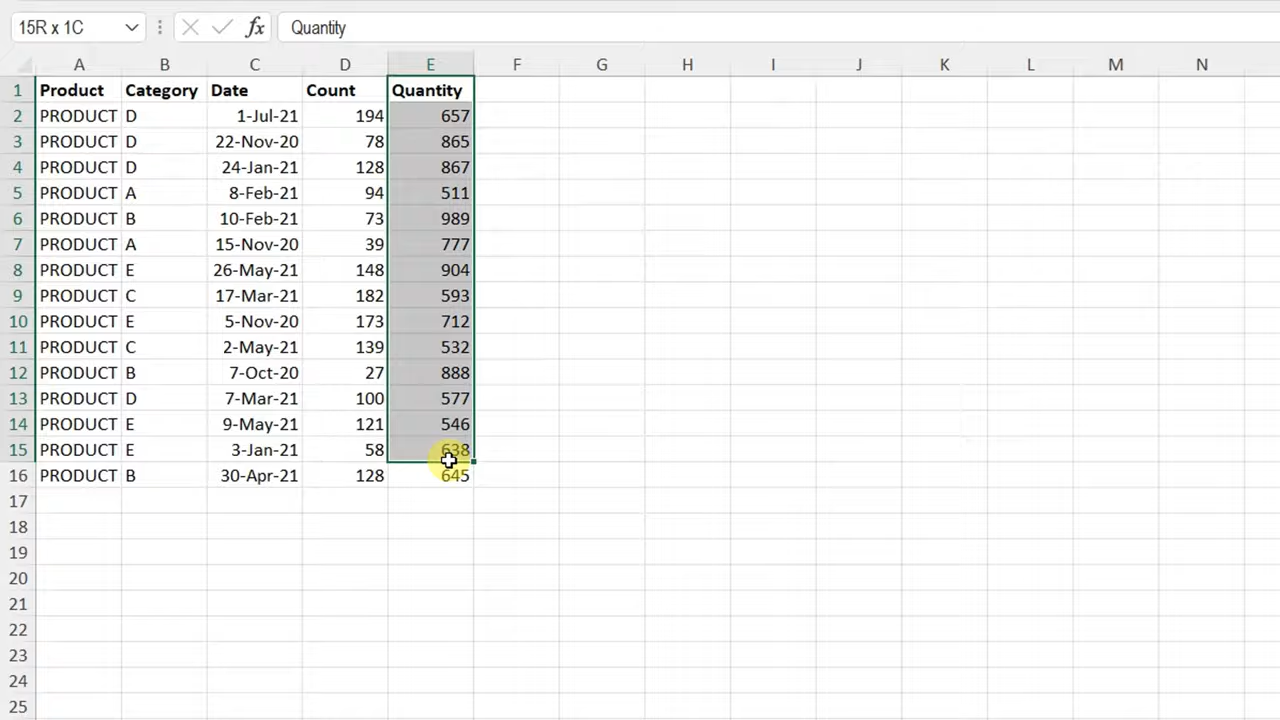 15R x 1C fx Quantity
A B C D E F G H I J K L M N
1 Product Category Date Count Quantity
2 PRODUCT D 1-Jul-21 194 657
3 PRODUCT D 22-Nov-20 78 865
4 PRODUCT D 24-Jan-21 128 867
5 PRODUCT A 8-Feb-21 94 511
6 PRODUCT B 10-Feb-21 73 989
7 PRODUCT A 15-Nov-20 39 777
8 PRODUCT E 26-May-21 148 904
9 PRODUCT C 17-Mar-21 182 593
10 PRODUCT E 5-Nov-20 173 712
11 PRODUCT C 2-May-21 139 532
12 PRODUCT B 7-Oct-20 27 888
13 PRODUCT D 7-Mar-21 100 577
14 PRODUCT E 9-May-21 121 546
15 PRODUCT E 3-Jan-21 58 638
16 PRODUCT B 30-Apr-21 128 645
17
18
19
20
21
22
23
24
25